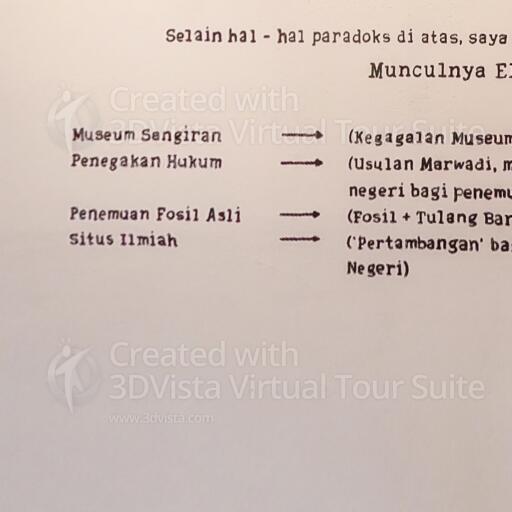 Selain hal - hal paradoks di atas, saya
Munculnya El
Created with
3DVista Virtual Tour Suite
Museum Sangiran → (Kegagalan Museum
Penegakan Hukum → (Usulan Marwadi, m
negeri bagi penemu
Penemuan Fosil Asli → (Fosil + Tulang Bar
Situs Ilmiah → ('Pertambangan' ba
Negeri)
Created with
3DVista Virtual Tour Suite
www.3dvista.com